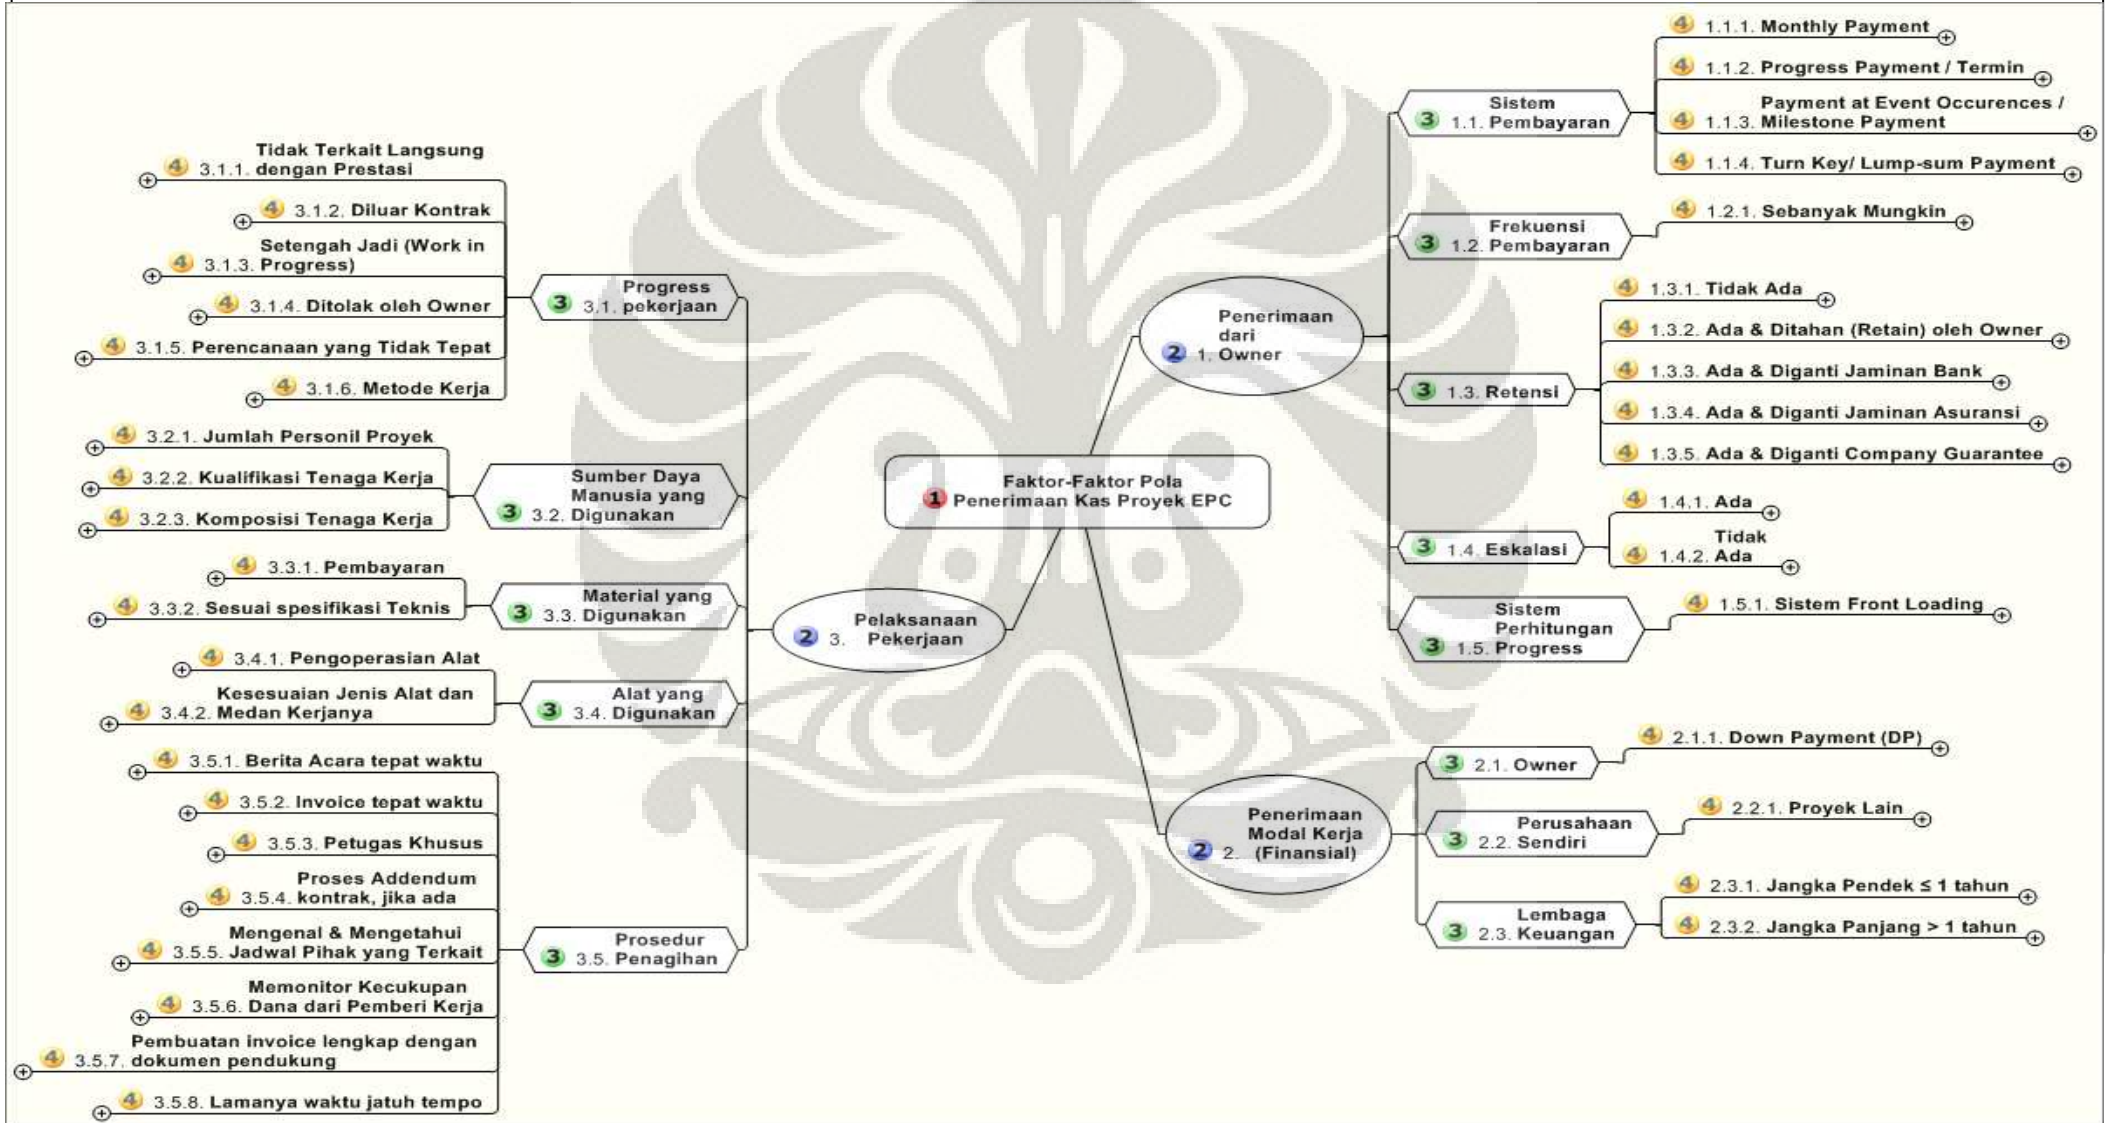 1 Faktor-Faktor Pola
Penerimaan Kas Proyek EPC
2 1. Penerimaan
dari
Owner
3 1.1. Sistem
Pembayaran
4 1.1.1. Monthly Payment
4 1.1.2. Progress Payment / Termin
4 1.1.3. Payment at Event Occurences /
Milestone Payment
4 1.1.4. Turn Key/ Lump-sum Payment
3 1.2. Frekuensi
Pembayaran
4 1.2.1. Sebanyak Mungkin
3 1.3. Retensi
4 1.3.1. Tidak Ada
4 1.3.2. Ada & Ditahan (Retain) oleh Owner
4 1.3.3. Ada & Diganti Jaminan Bank
4 1.3.4. Ada & Diganti Jaminan Asuransi
4 1.3.5. Ada & Diganti Company Guarantee
3 1.4. Eskalasi
4 1.4.1. Ada
4 1.4.2. Tidak
Ada
3 1.5. Sistem
Perhitungan
Progress
4 1.5.1. Sistem Front Loading
2 2. Penerimaan
Modal Kerja
(Finansial)
3 2.1. Owner
4 2.1.1. Down Payment (DP)
3 2.2. Perusahaan
Sendiri
4 2.2.1. Proyek Lain
3 2.3. Lembaga
Keuangan
4 2.3.1. Jangka Pendek ≤ 1 tahun
4 2.3.2. Jangka Panjang > 1 tahun
2 3. Pelaksanaan
Pekerjaan
3 3.1. Progress
pekerjaan
4 3.1.1. Tidak Terkait Langsung
dengan Prestasi
4 3.1.2. Diluar Kontrak
4 3.1.3. Setengah Jadi (Work in
Progress)
4 3.1.4. Ditolak oleh Owner
4 3.1.5. Perencanaan yang Tidak Tepat
4 3.1.6. Metode Kerja
3 3.2. Sumber Daya
Manusia yang
Digunakan
4 3.2.1. Jumlah Personil Proyek
4 3.2.2. Kualifikasi Tenaga Kerja
4 3.2.3. Komposisi Tenaga Kerja
3 3.3. Material yang
Digunakan
4 3.3.1. Pembayaran
4 3.3.2. Sesuai spesifikasi Teknis
3 3.4. Alat yang
Digunakan
4 3.4.1. Pengoperasian Alat
4 3.4.2. Kesesuaian Jenis Alat dan
Medan Kerjanya
3 3.5. Prosedur
Penagihan
4 3.5.1. Berita Acara tepat waktu
4 3.5.2. Invoice tepat waktu
4 3.5.3. Petugas Khusus
4 3.5.4. Proses Addendum
kontrak, jika ada
4 3.5.5. Mengenal & Mengetahui
Jadwal Pihak yang Terkait
4 3.5.6. Memonitor Kecukupan
Dana dari Pemberi Kerja
4 3.5.7. Pembuatan invoice lengkap dengan
dokumen pendukung
4 3.5.8. Lamanya waktu jatuh tempo